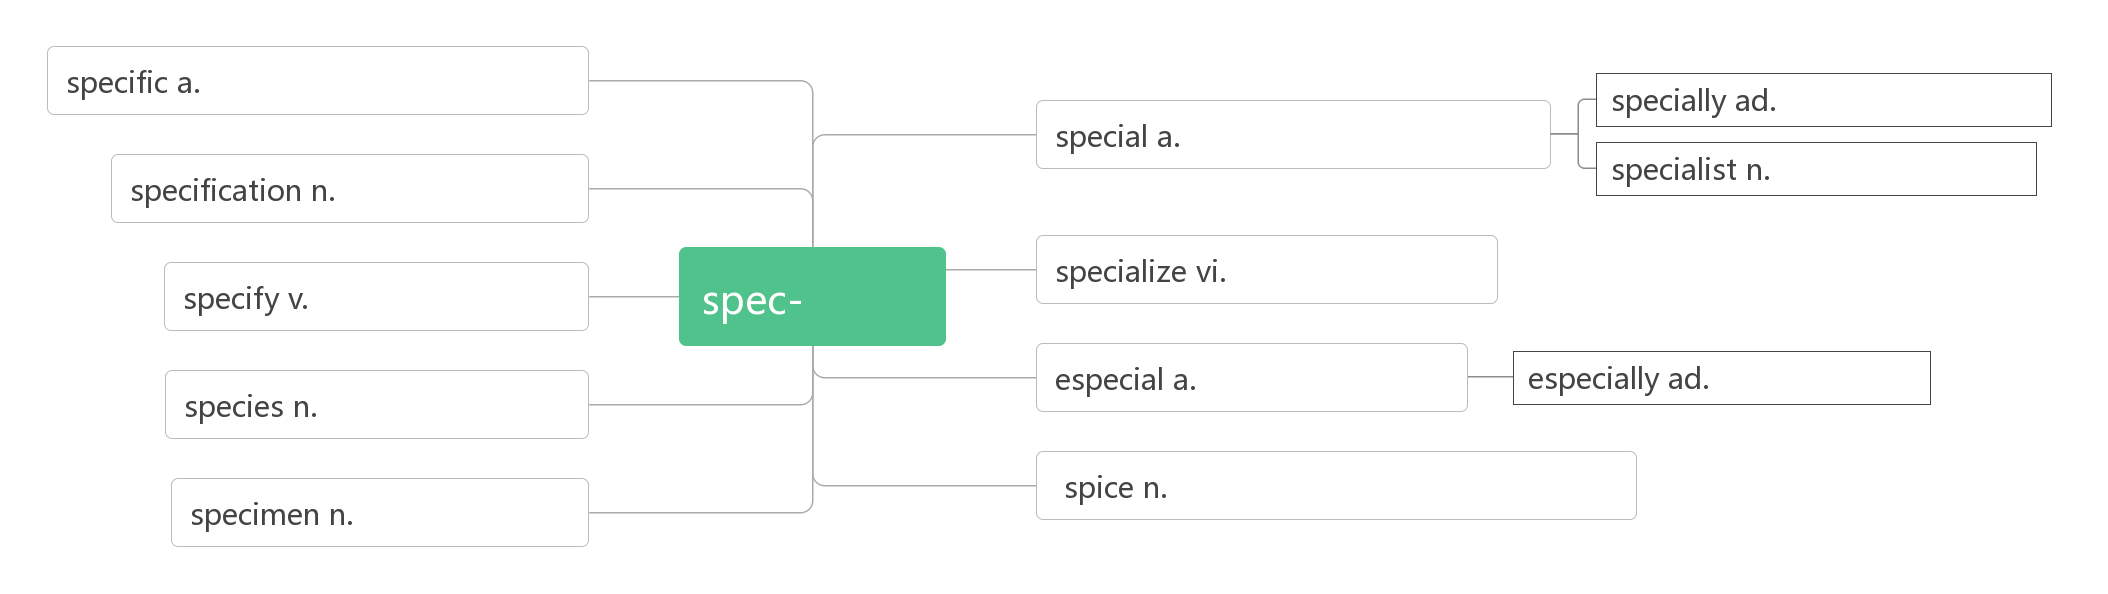 specific a.
specification n.
specify v.
species n.
specimen n.
spec-
special a.
specially ad.
specialist n.
specialize vi.
especial a.
especially ad.
spice n.